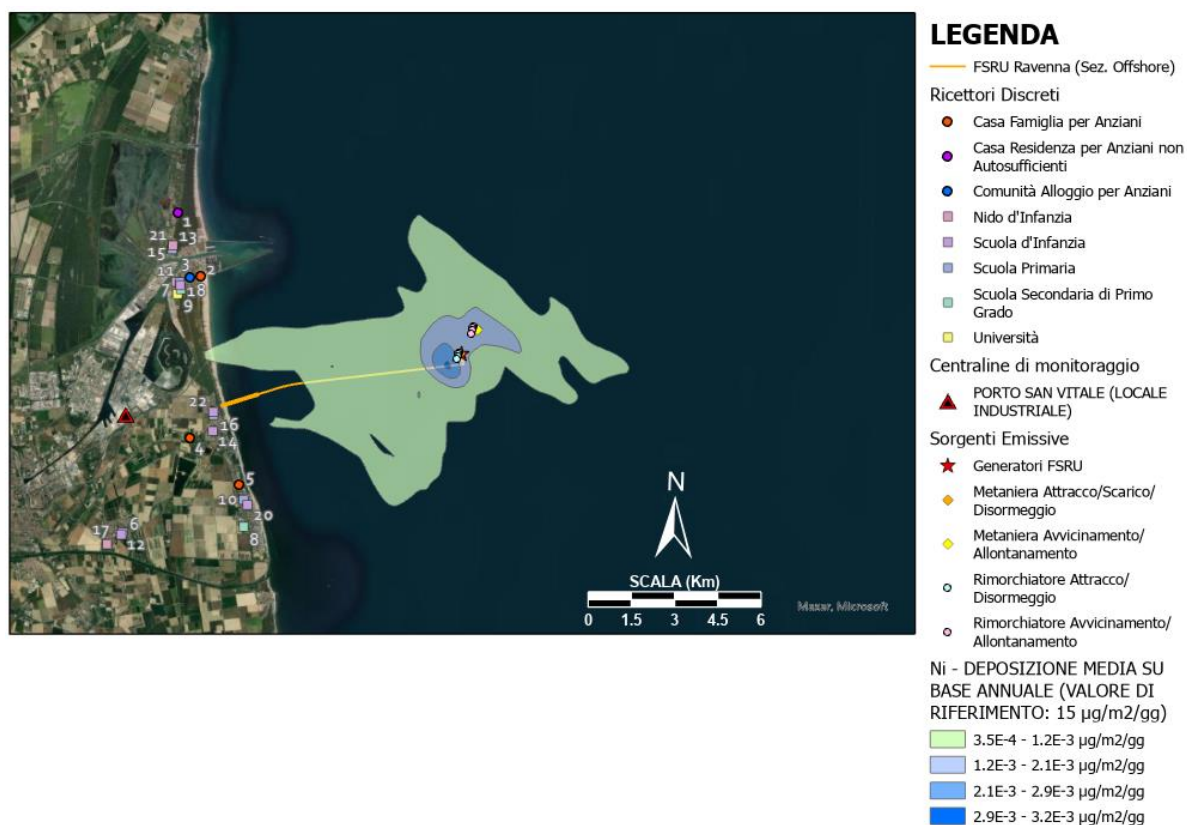 LEGENDA
FSRU Ravenna (Sez. Offshore)
Ricettori Discreti
Casa Famiglia per Anziani
Casa Residenza per Anziani non
Autosufficienti
Comunità Alloggio per Anziani
Nido d'Infanzia
Scuola d'Infanzia
Scuola Primaria
Scuola Secondaria di Primo
Grado
Università
Centraline di monitoraggio
PORTO SAN VITALE (LOCALE
INDUSTRIALE)
Sorgenti Emissive
Generatori FSRU
Metaniera Attracco/Scarico/
Disormeggio
Metaniera Avvicinamento/
Allontanamento
Rimorchiatore Attracco/
Disormeggio
Rimorchiatore Avvicinamento/
Allontanamento
Ni - DEPOSIZIONE MEDIA SU
BASE ANNUALE (VALORE DI
RIFERIMENTO: 15 µg/m2/gg)
3.5E-4 - 1.2E-3 µg/m2/gg
1.2E-3 - 2.1E-3 µg/m2/gg
2.1E-3 - 2.9E-3 µg/m2/gg
2.9E-3 - 3.2E-3 µg/m2/gg
1
21 13
15
3 2
11
7 18
9
22
16
14
4
5
10
20
8
6
17
12
N
SCALA (Km)
0 1.5 3 4.5 6
Maxar, Microsoft